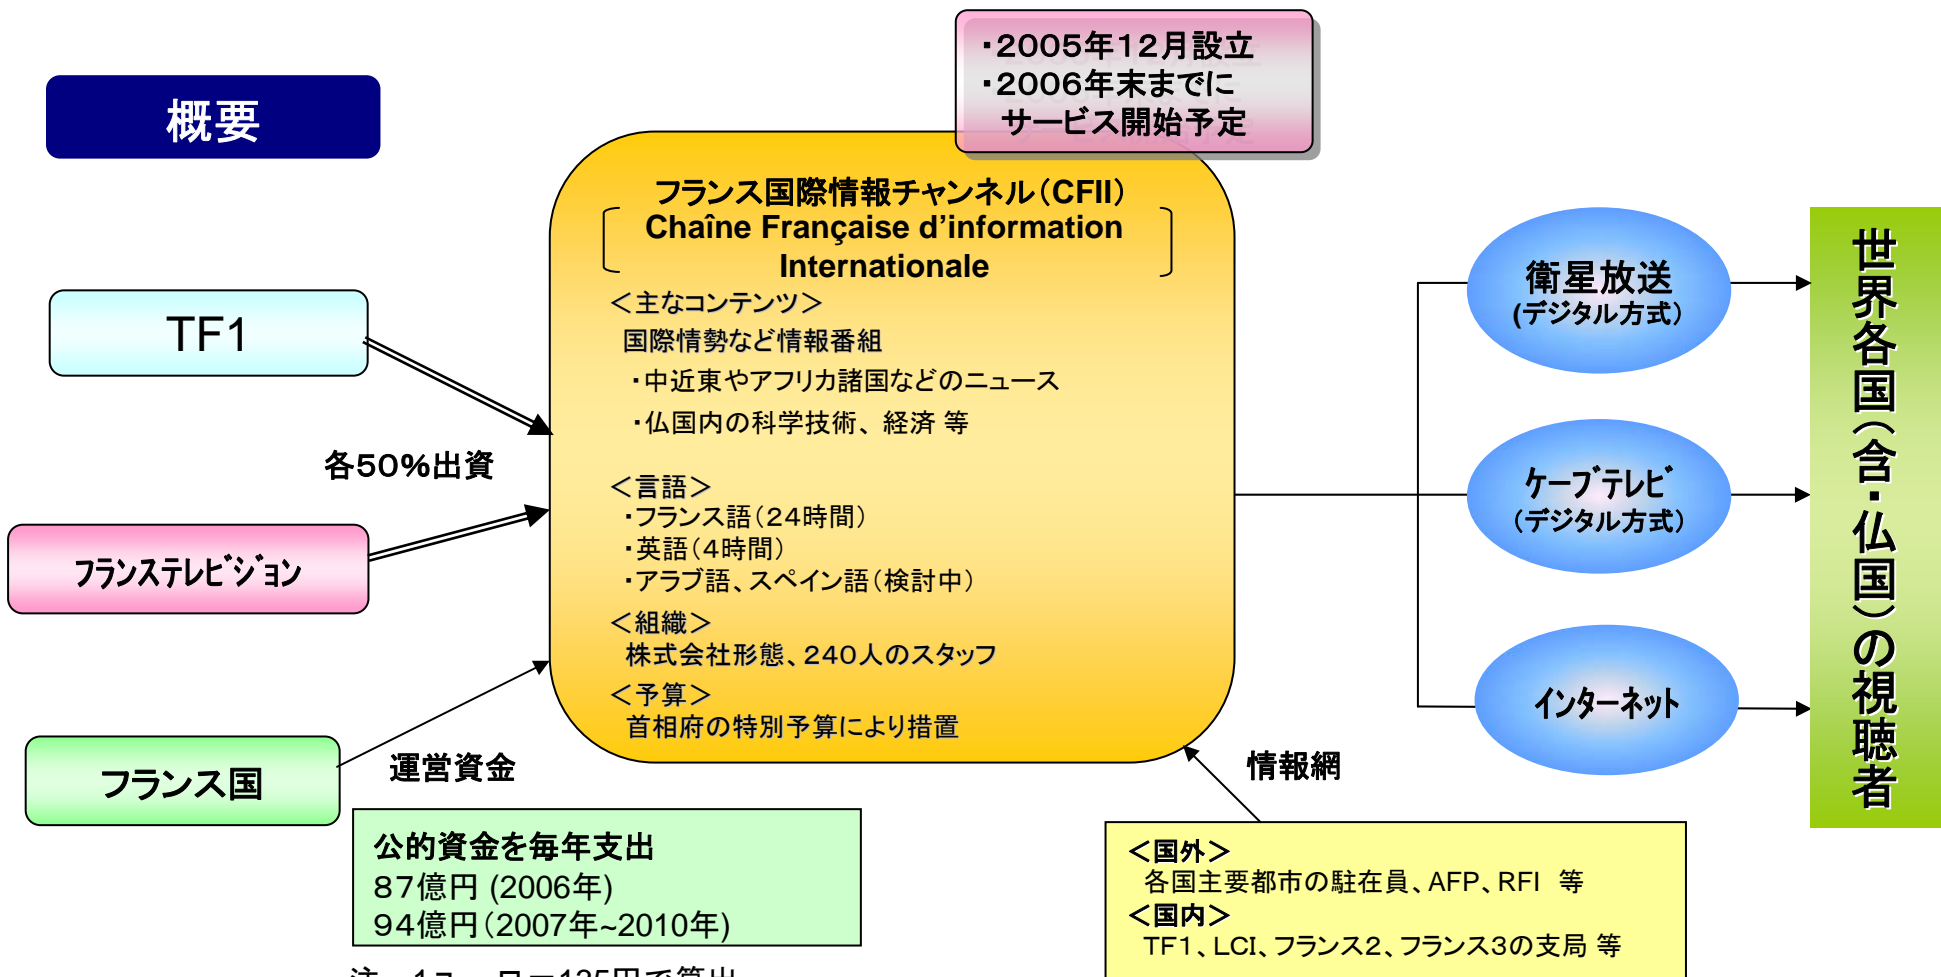 概要
・2005年12月設立
・2006年末までに
サービス開始予定
フランス国際情報チャンネル（CFII）
Chaîne Française d’information
Internationale
＜主なコンテンツ＞
国際情勢など情報番組
・中近東やアフリカ諸国などのニュース
・仏国内の科学技術、経済 等
＜言語＞
・フランス語（24時間）
・英語（4時間）
・アラブ語、スペイン語（検討中）
＜組織＞
株式会社形態、240人のスタッフ
＜予算＞
首相府の特別予算により措置
TF1
各50%出資
フランステレビジョン
フランス国
運営資金
公的資金を毎年支出
87億円 (2006年)
94億円（2007年~2010年）
情報網
＜国外＞
各国主要都市の駐在員、AFP、RFI 等
＜国内＞
TF1、LCI、フランス2、フランス3の支局 等
衛星放送
(デジタル方式）
ケーブテレビ
（デジタル方式）
インターネット
世界各国（含・仏国）の視聴者